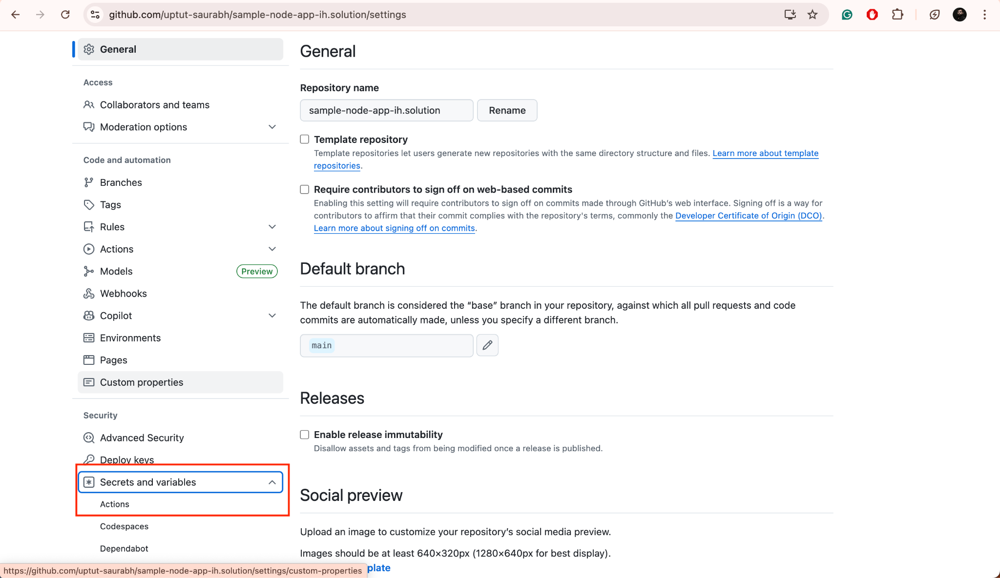 github.com/uptut-saurabh/sample-node-app-ih.solution/settings
General
Access
Collaborators and teams
Moderation options
Code and automation
Branches
Tags
Rules
Actions
Models
Preview
Webhooks
Copilot
Environments
Pages
Custom properties
Security
Advanced Security
Deploy keys
Secrets and variables
Actions
Codespaces
Dependabot
General
Repository name
sample-node-app-ih.solution
Rename
Template repository
Template repositories let users generate new repositories with the same directory structure and files. Learn more about template
repositories.
Require contributors to sign off on web-based commits
Enabling this setting will require contributors to sign off on commits made through GitHub's web interface. Signing off is a way for
contributors to affirm that their commit complies with the repository's terms, commonly the Developer Certificate of Origin (DCO).
Learn more about signing off on commits.
Default branch
The default branch is considered the “base” branch in your repository, against which all pull requests and code
commits are automatically made, unless you specify a different branch.
main
Releases
Enable release immutability
Disallow assets and tags from being modified once a release is published.
Social preview
Upload an image to customize your repository’s social media preview.
Images should be at least 640×320px (1280×640px for best display).
plate
https://github.com/uptut-saurabh/sample-node-app-ih.solution/settings/custom-properties